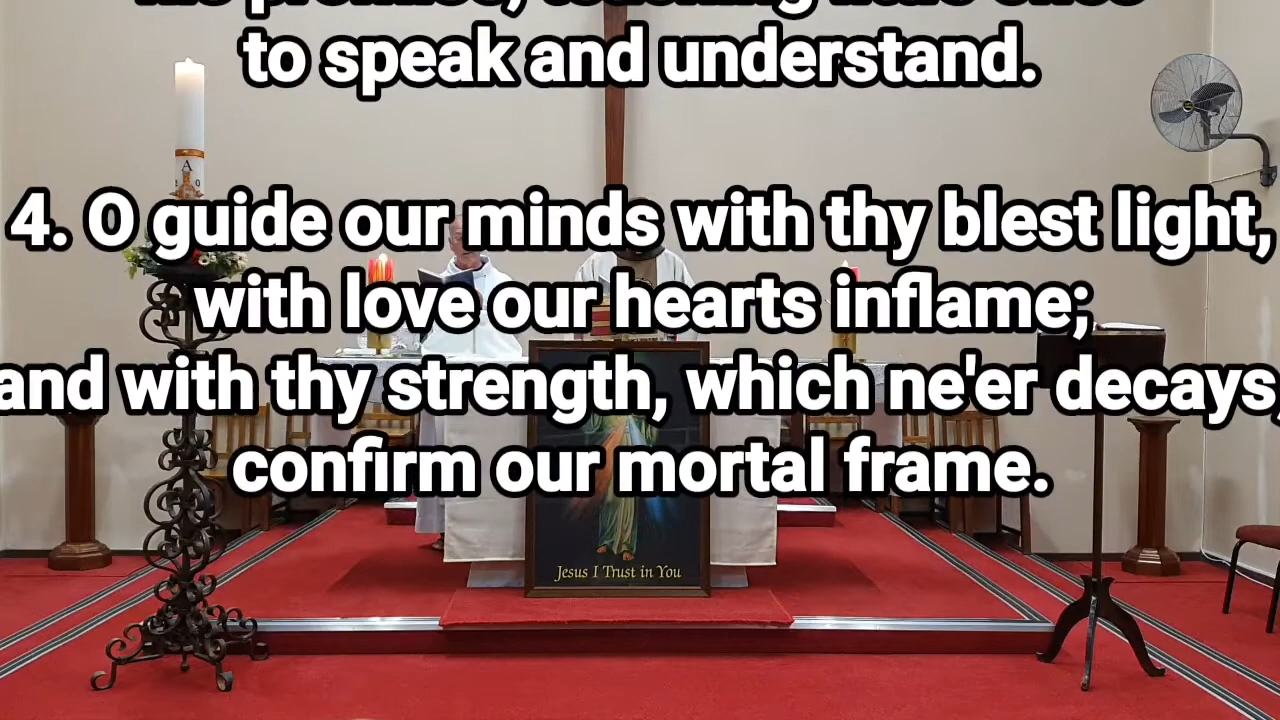 to speak and understand.
4. O guide our minds with thy blest light,
with love our hearts inflame;
and with thy strength, which ne'er decays,
confirm our mortal frame.
Jesus I Trust in You
A